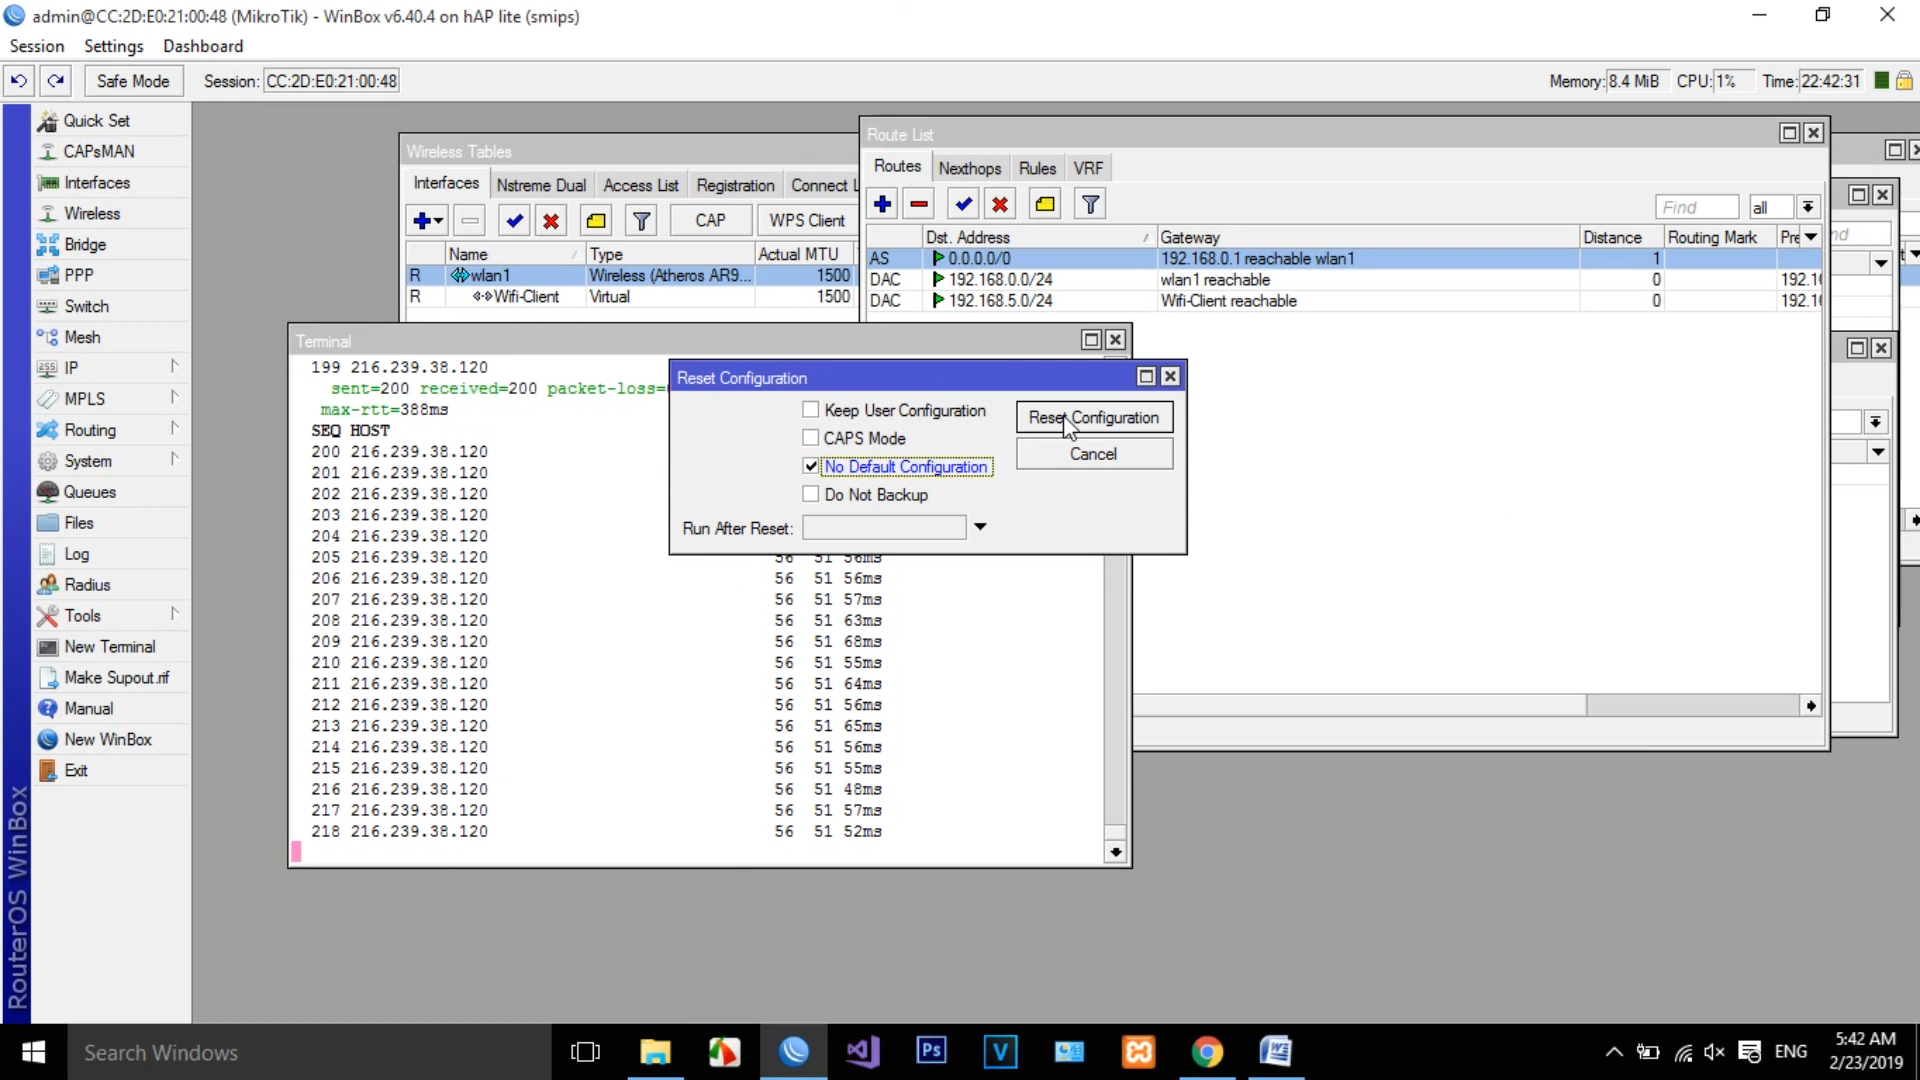 admin@CC:2D:E0:21:00:48 (MikroTik) - WinBox v6.40.4 on hAP lite (smips)
Session Settings Dashboard
Safe Mode Session: CC:2D:E0:21:00:48 Memory: 8.4 MiB CPU: 1% Time: 22:42:31
Quick Set
CAPsMAN
Interfaces
Wireless
Bridge
PPP
Switch
Mesh
IP
MPLS
Routing
System
Queues
Files
Log
Radius
Tools
New Terminal
Make Supout.rif
Manual
New WinBox
Exit
RouterOS WinBox
Wireless Tables
Interfaces Nstreme Dual Access List Registration Connect L
CAP WPS Client
Name Type Actual MTU
R wlan1 Wireless (Atheros AR9... 1500
R Wifi-Client Virtual 1500
Route List
Routes Nexthops Rules VRF
Find all
Dst. Address Gateway Distance Routing Mark Pre
AS 0.0.0.0/0 192.168.0.1 reachable wlan1 1
DAC 192.168.0.0/24 wlan1 reachable 0 192.16
DAC 192.168.5.0/24 Wifi-Client reachable 0 192.16
nd
Terminal
199 216.239.38.120
sent=200 received=200 packet-loss=
max-rtt=388ms
SEQ HOST
200 216.239.38.120
201 216.239.38.120
202 216.239.38.120
203 216.239.38.120
204 216.239.38.120
205 216.239.38.120 56 51 56ms
206 216.239.38.120 56 51 56ms
207 216.239.38.120 56 51 57ms
208 216.239.38.120 56 51 63ms
209 216.239.38.120 56 51 68ms
210 216.239.38.120 56 51 55ms
211 216.239.38.120 56 51 64ms
212 216.239.38.120 56 51 56ms
213 216.239.38.120 56 51 65ms
214 216.239.38.120 56 51 56ms
215 216.239.38.120 56 51 55ms
216 216.239.38.120 56 51 48ms
217 216.239.38.120 56 51 57ms
218 216.239.38.120 56 51 52ms
Reset Configuration
Keep User Configuration
CAPS Mode
No Default Configuration
Do Not Backup
Run After Reset:
Reset Configuration
Cancel
Search Windows
Ps
V
ENG
5:42 AM
2/23/2019